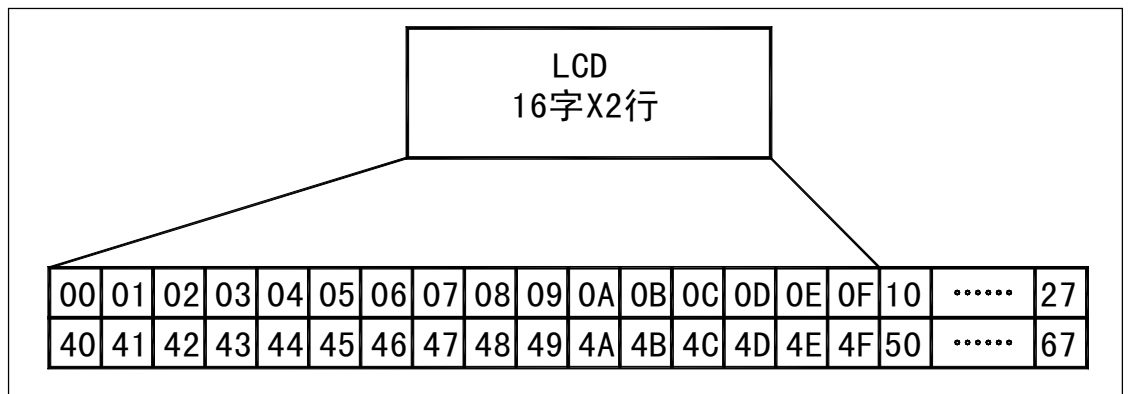 LCD
16字X2行
00 01 02 03 04 05 06 07 08 09 0A 0B 0C 0D 0E 0F 10 ······ 27
40 41 42 43 44 45 46 47 48 49 4A 4B 4C 4D 4E 4F 50 ······ 67